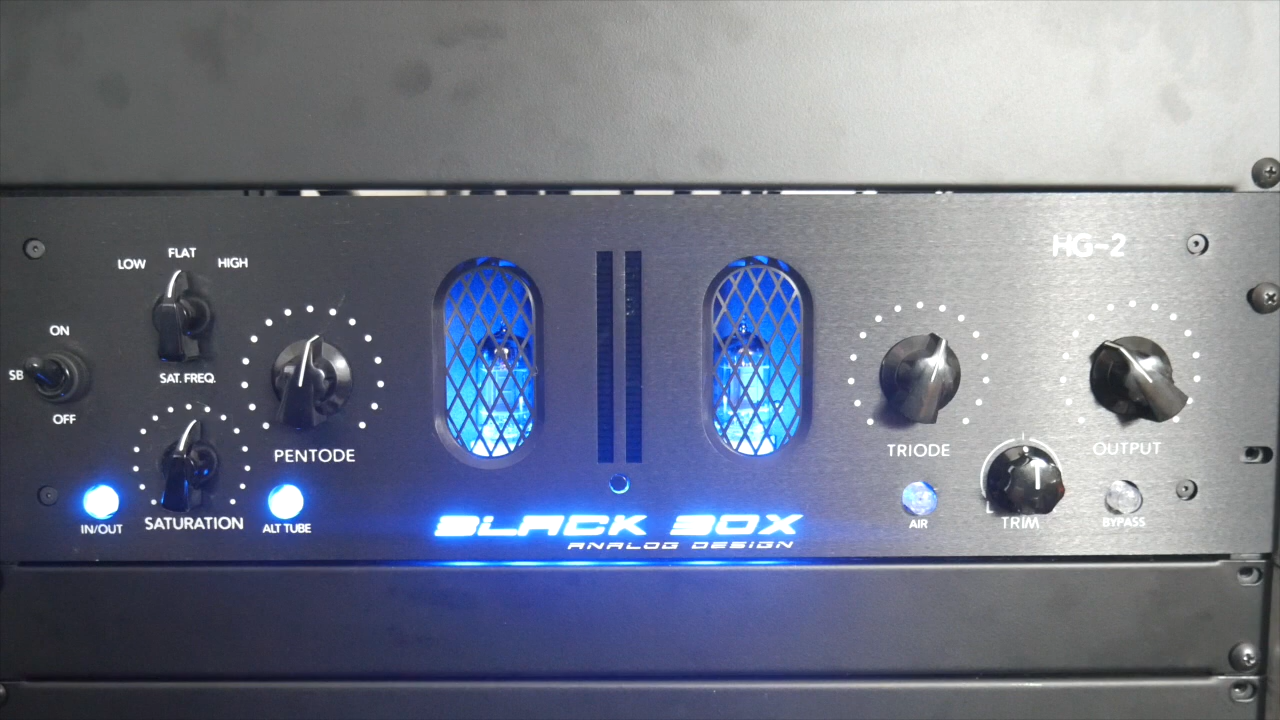 HG-2
LOW
FLAT
HIGH
ON
SB
OFF
SAT. FREQ.
PENTODE
SATURATION
IN/OUT
ALT TUBE
BLACK BOX
ANALOG DESIGN
TRIODE
OUTPUT
AIR
TRIM
BYPASS